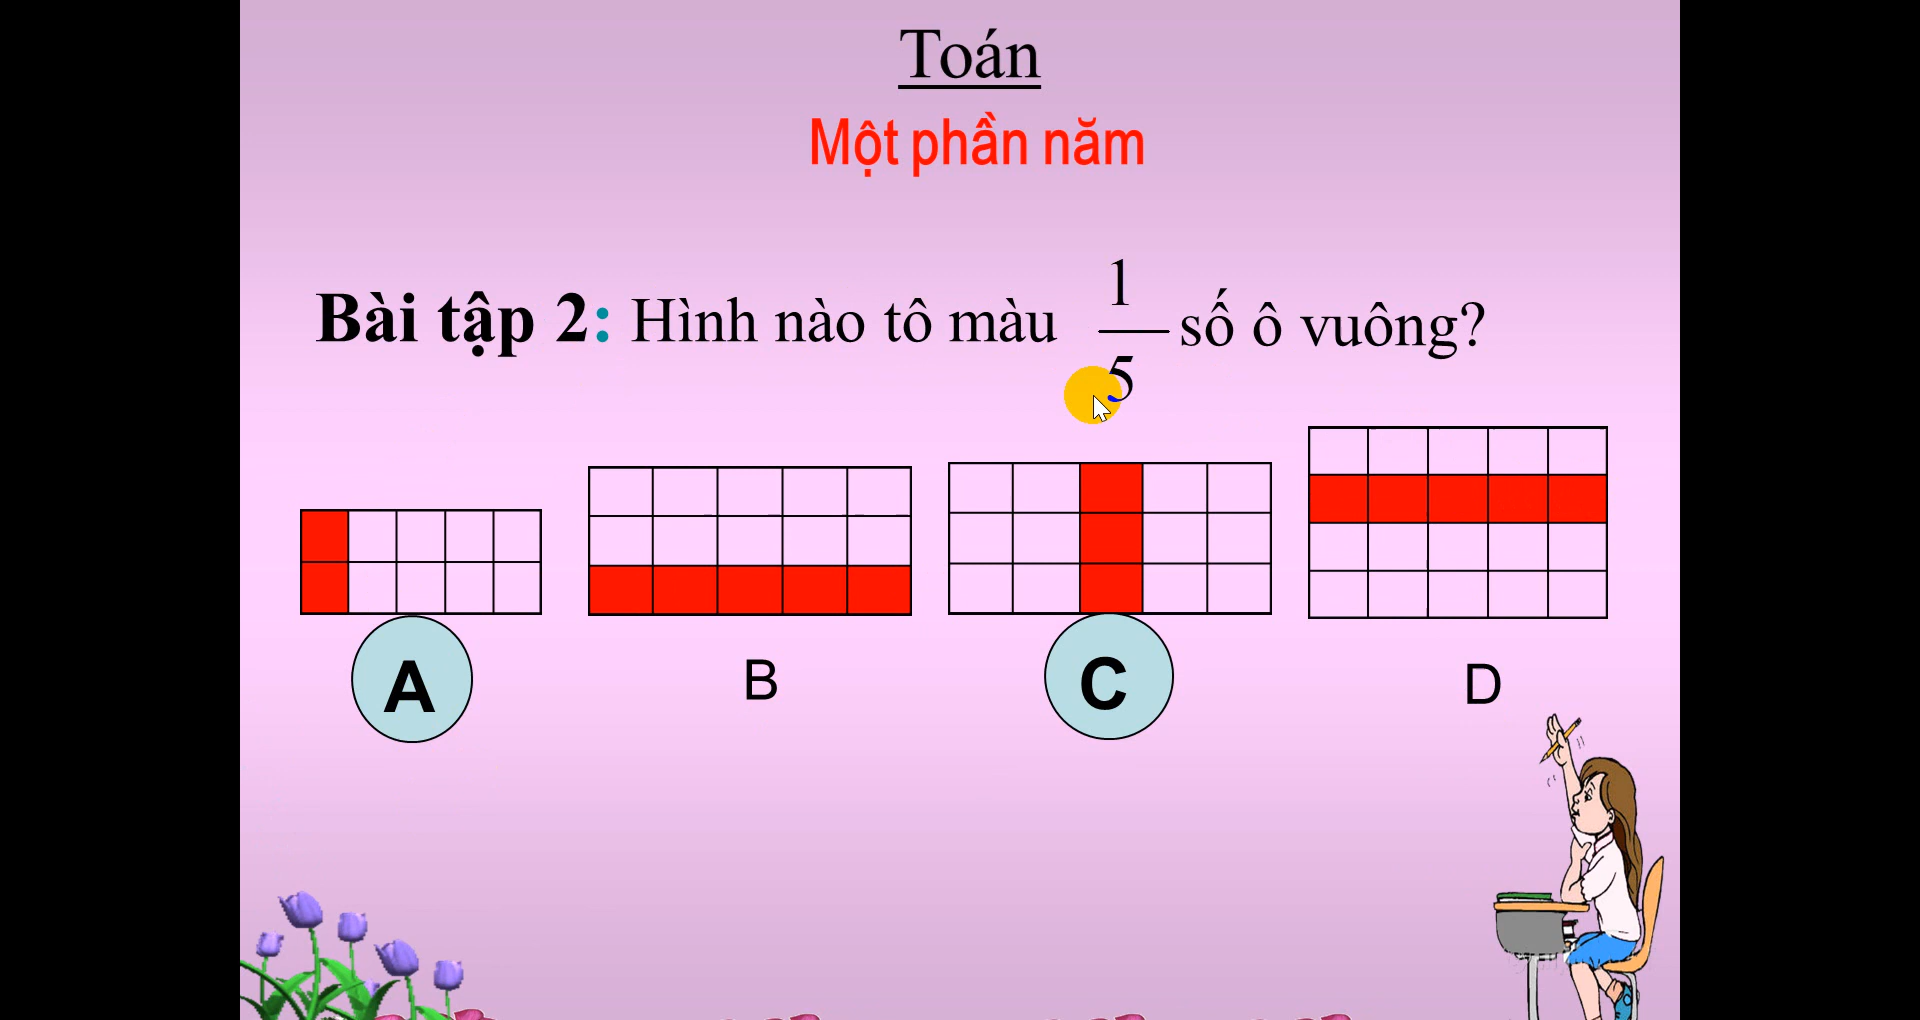 Toán
Một phần năm
Bài tập 2: Hình nào tô màu 1/5 số ô vuông?
A B C D